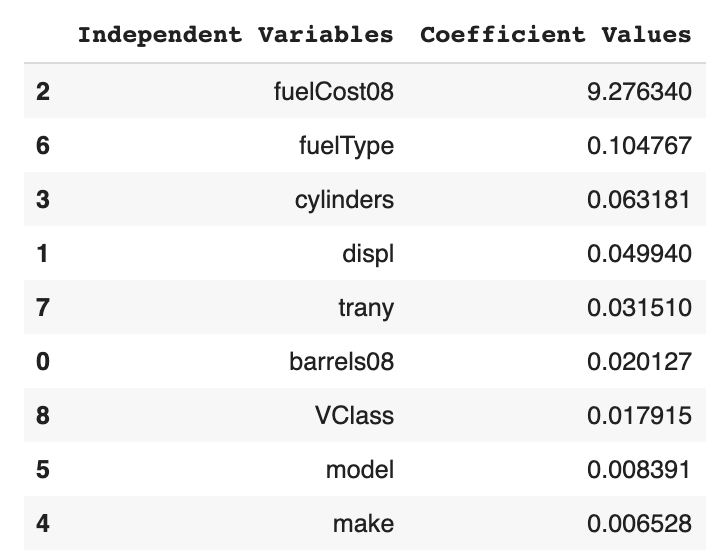 Independent Variables Coefficient Values
2 fuelCost08 9.276340
6 fuelType 0.104767
3 cylinders 0.063181
1 displ 0.049940
7 trany 0.031510
0 barrels08 0.020127
8 VClass 0.017915
5 model 0.008391
4 make 0.006528